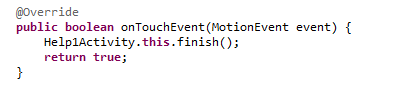 @Override
public boolean onTouchEvent(MotionEvent event) {
    Help1Activity.this.finish();
    return true;
}